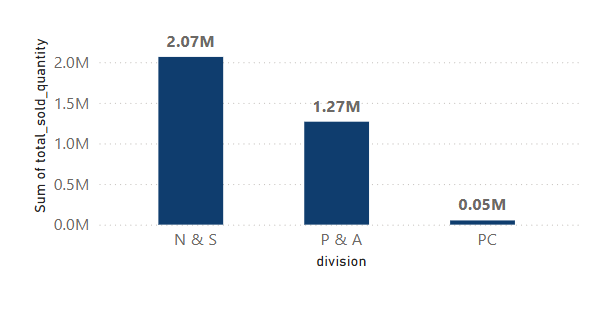 2.07M
Sum of total_sold_quantity
2.0M
1.5M
1.27M
1.0M
0.5M
0.05M
0.0M
N & S
P & A
PC
division